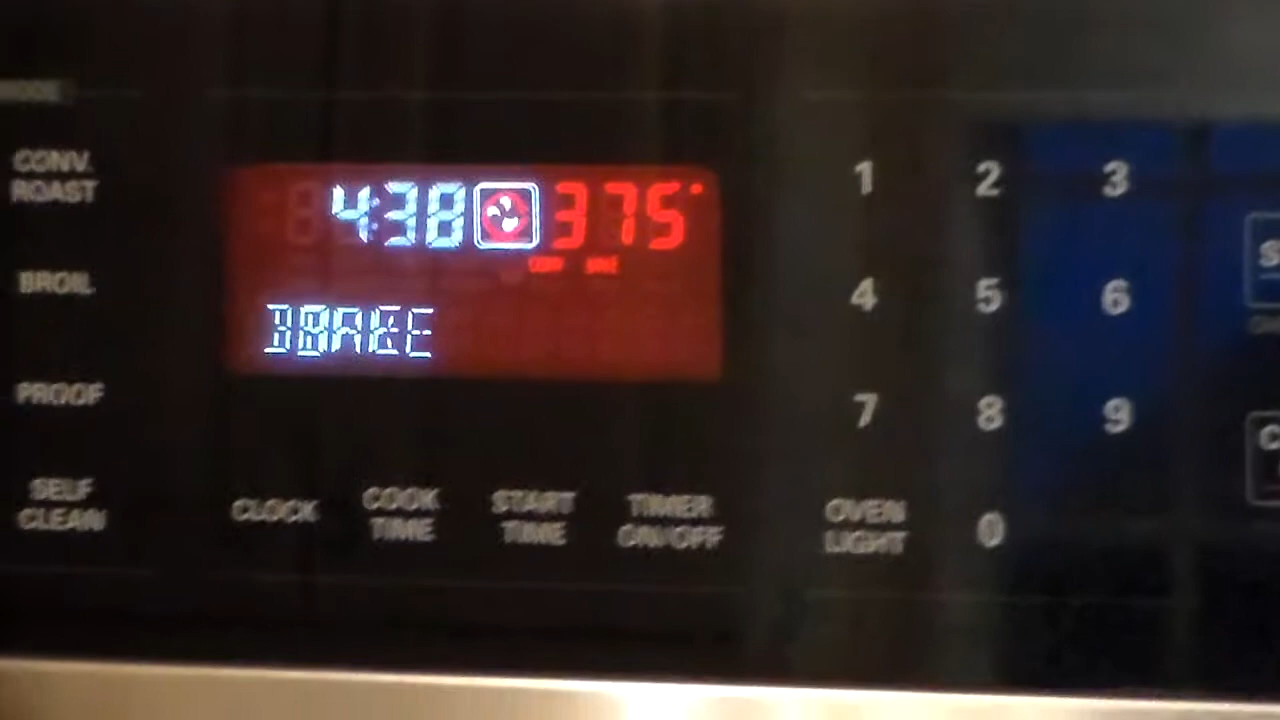 CONV.
ROAST
BROIL
PROOF
SELF
CLEAN
4:38 375°
CONV BAKE
CLOCK
COOK
TIME
START
TIME
TIMER
ON/OFF
1 2 3
4 5 6
7 8 9
OVEN
LIGHT
0